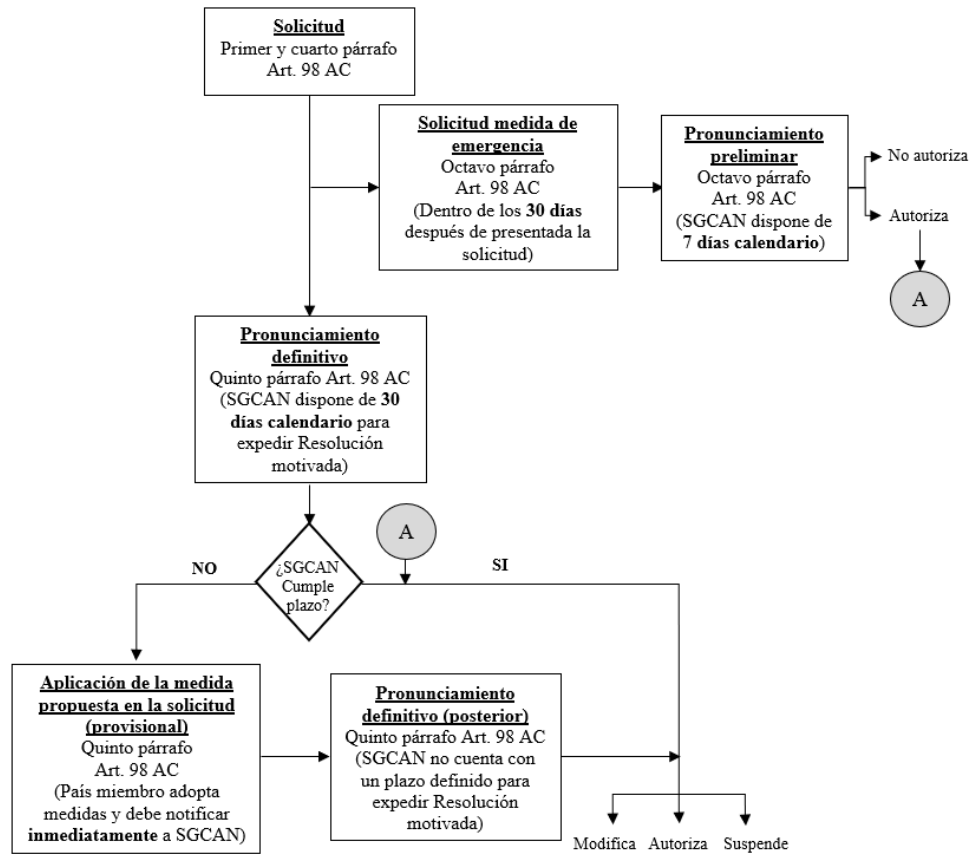 Solicitud
Primer y cuarto párrafo
Art. 98 AC
Solicitud medida de
emergencia
Octavo párrafo
Art. 98 AC
(Dentro de los 30 días
después de presentada la
solicitud)
Pronunciamiento
preliminar
Octavo párrafo
Art. 98 AC
(SGCAN dispone de
7 días calendario)
No autoriza
Autoriza
A
Pronunciamiento
definitivo
Quinto párrafo Art. 98 AC
(SGCAN dispone de 30
días calendario para
expedir Resolución
motivada)
A
NO
¿SGCAN
Cumple
plazo?
SI
Aplicación de la medida
propuesta en la solicitud
(provisional)
Quinto párrafo
Art. 98 AC
(País miembro adopta
medidas y debe notificar
inmediatamente a SGCAN)
Pronunciamiento
definitivo (posterior)
Quinto párrafo Art. 98 AC
(SGCAN no cuenta con
un plazo definido para
expedir Resolución
motivada)
Modifica Autoriza Suspende